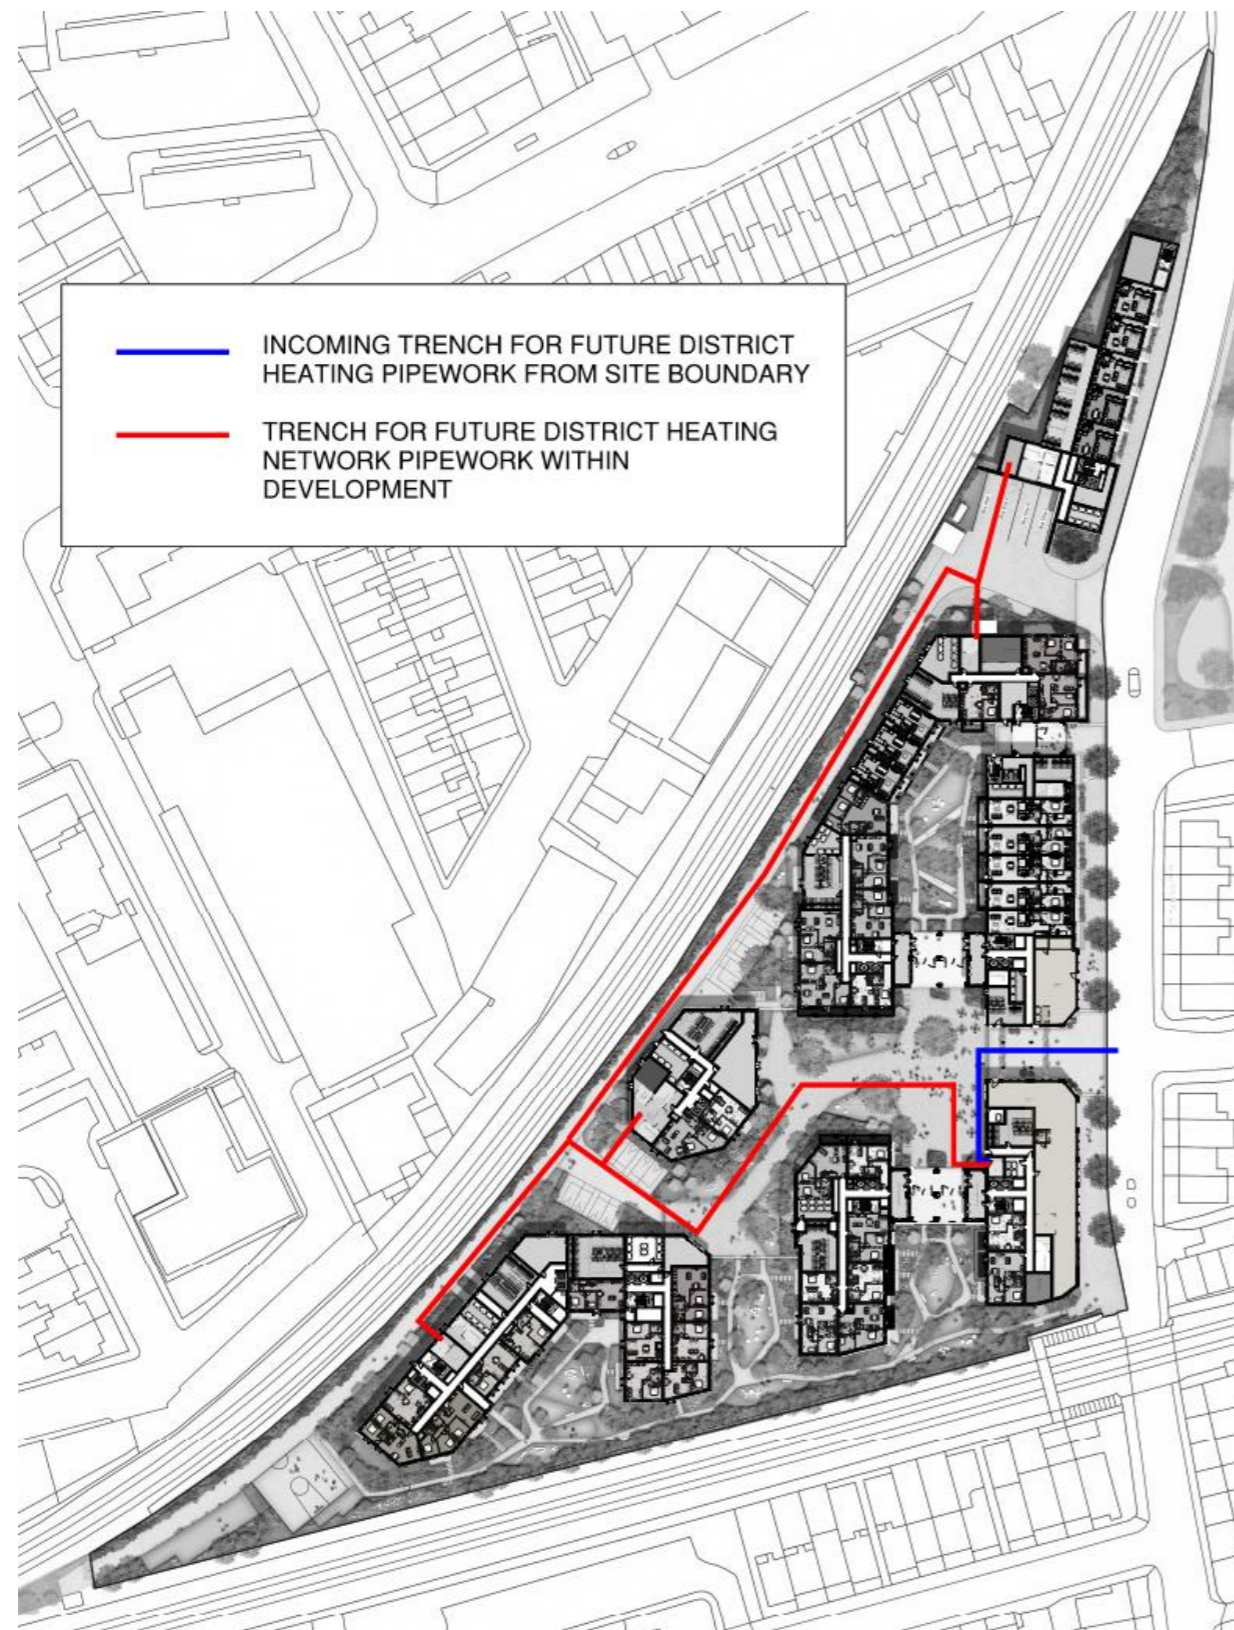 INCOMING TRENCH FOR FUTURE DISTRICT
HEATING PIPEWORK FROM SITE BOUNDARY
TRENCH FOR FUTURE DISTRICT HEATING
NETWORK PIPEWORK WITHIN
DEVELOPMENT